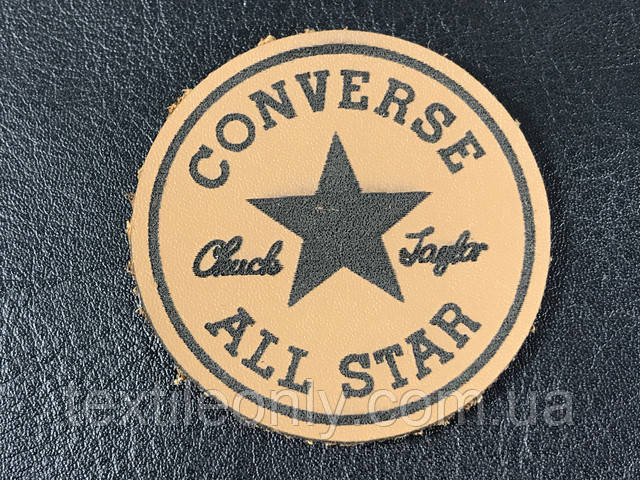 CONVERSE
Chuck Taylor
ALL STAR
textileonly.com.ua